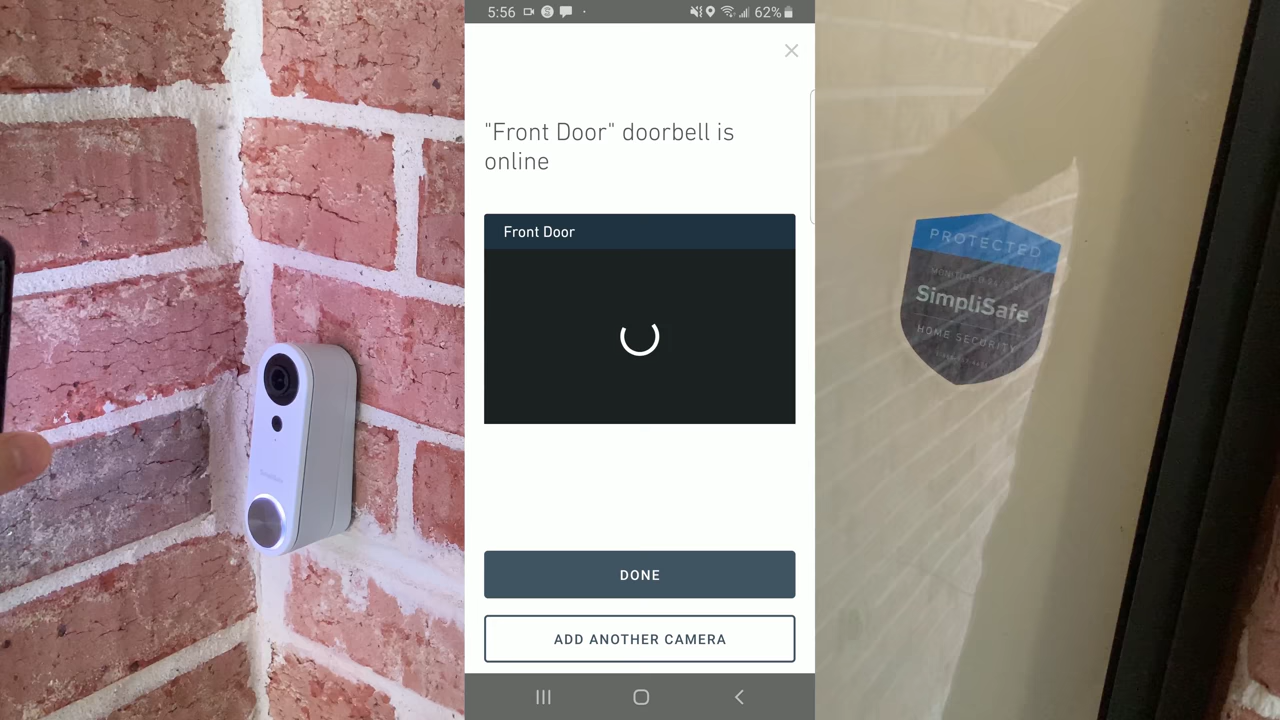 5:56
62%
"Front Door" doorbell is
online
Front Door
DONE
ADD ANOTHER CAMERA
PROTECTED
SimpliSafe
HOME SECURITY